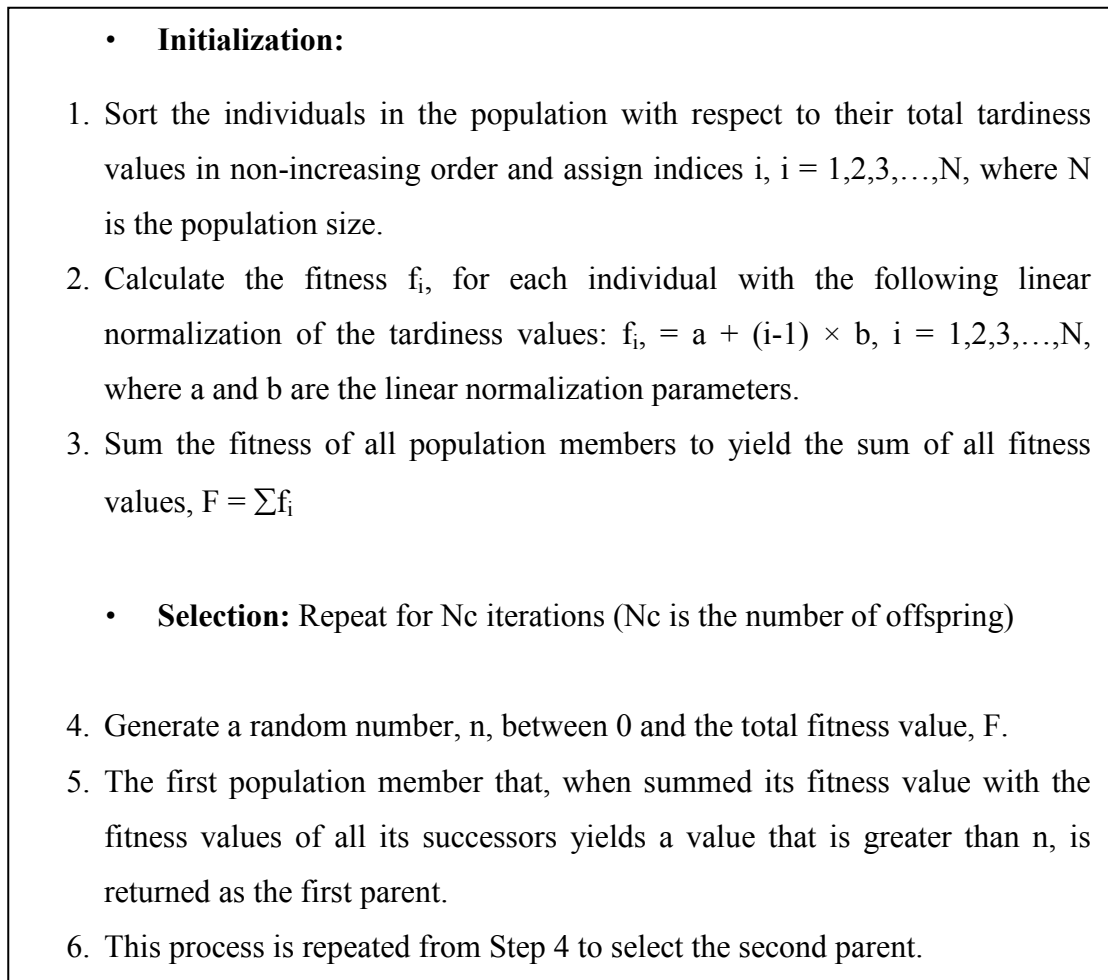 • Initialization:
1. Sort the individuals in the population with respect to their total tardiness
values in non-increasing order and assign indices i, i = 1,2,3,…,N, where N
is the population size.
2. Calculate the fitness fi, for each individual with the following linear
normalization of the tardiness values: fi, = a + (i-1) × b, i = 1,2,3,…,N,
where a and b are the linear normalization parameters.
3. Sum the fitness of all population members to yield the sum of all fitness
values, F = ∑fi
• Selection: Repeat for Nc iterations (Nc is the number of offspring)
4. Generate a random number, n, between 0 and the total fitness value, F.
5. The first population member that, when summed its fitness value with the
fitness values of all its successors yields a value that is greater than n, is
returned as the first parent.
6. This process is repeated from Step 4 to select the second parent.